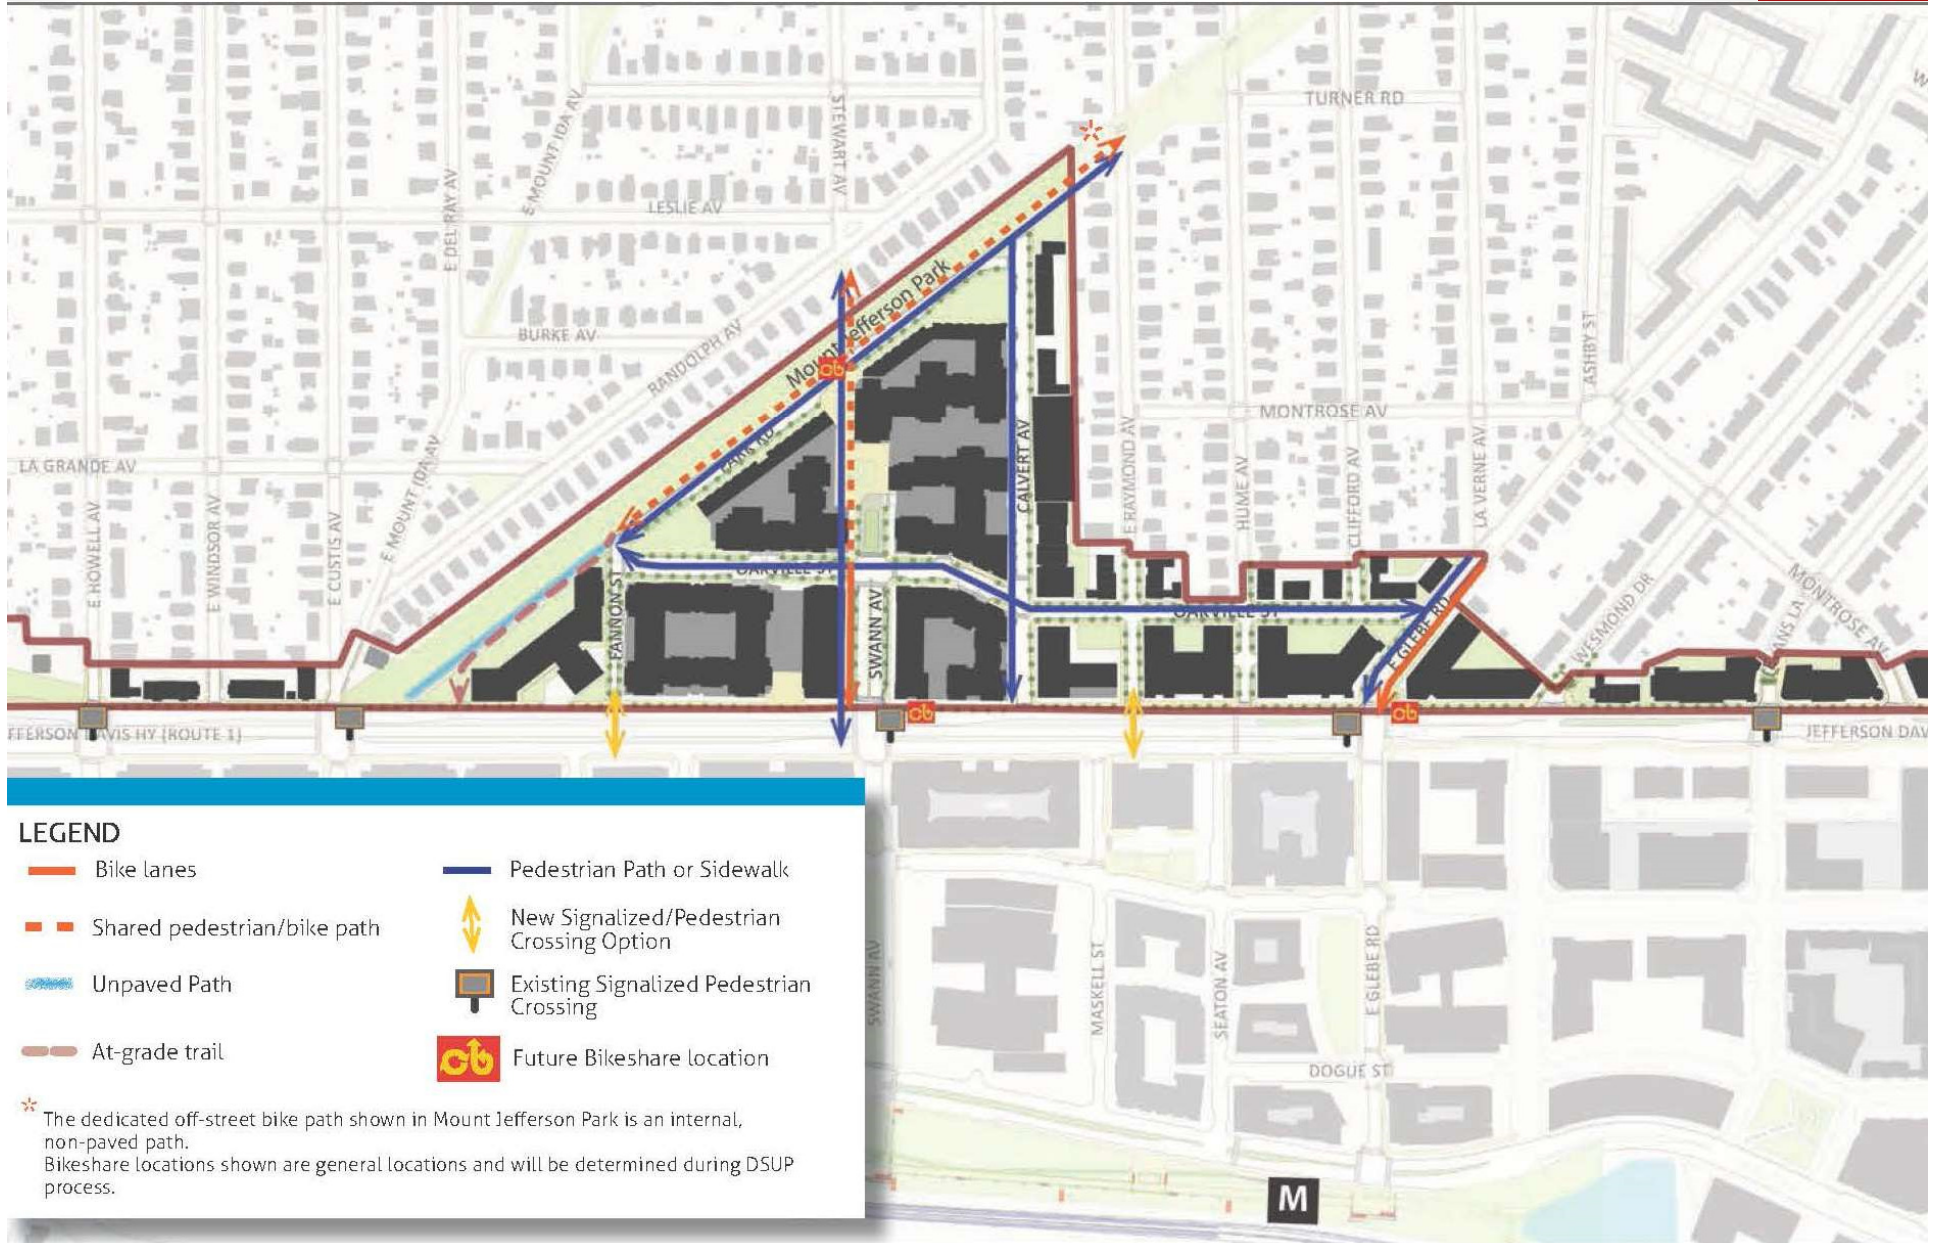 TURNER RD
STEWART AV
E MOUNT IDA AV
E DEL RAY AV
LESLIE AV
BURKE AV
RANDOLPH AV
Mount Jefferson Park
ASHBY ST
MONTROSE AV
LA GRANDE AV
PARK RD
CALVERT AV
E RAYMOND AV
HUME AV
CLIFFORD AV
LA VERNE AV
E HOWELL AV
E WINDSOR AV
E CUSTIS AV
E MOUNT IDA AV
OAKVILLE ST
FANNON ST
SWANN AV
OAKVILLE ST
E GLEBE RD
WESMOND DR
MONTROSE AV
FFERSON DAVIS HY (ROUTE 1)
JEFFERSON DAV
LEGEND
Bike lanes
Pedestrian Path or Sidewalk
Shared pedestrian/bike path
New Signalized/Pedestrian
Crossing Option
Unpaved Path
Existing Signalized Pedestrian
Crossing
At-grade trail
cb
Future Bikeshare location
* The dedicated off-street bike path shown in Mount Jefferson Park is an internal,
non-paved path.
Bikeshare locations shown are general locations and will be determined during DSUP
process.
SWANN AV
MASKELL ST
SEATON AV
E GLEBE RD
DOGUE ST
M